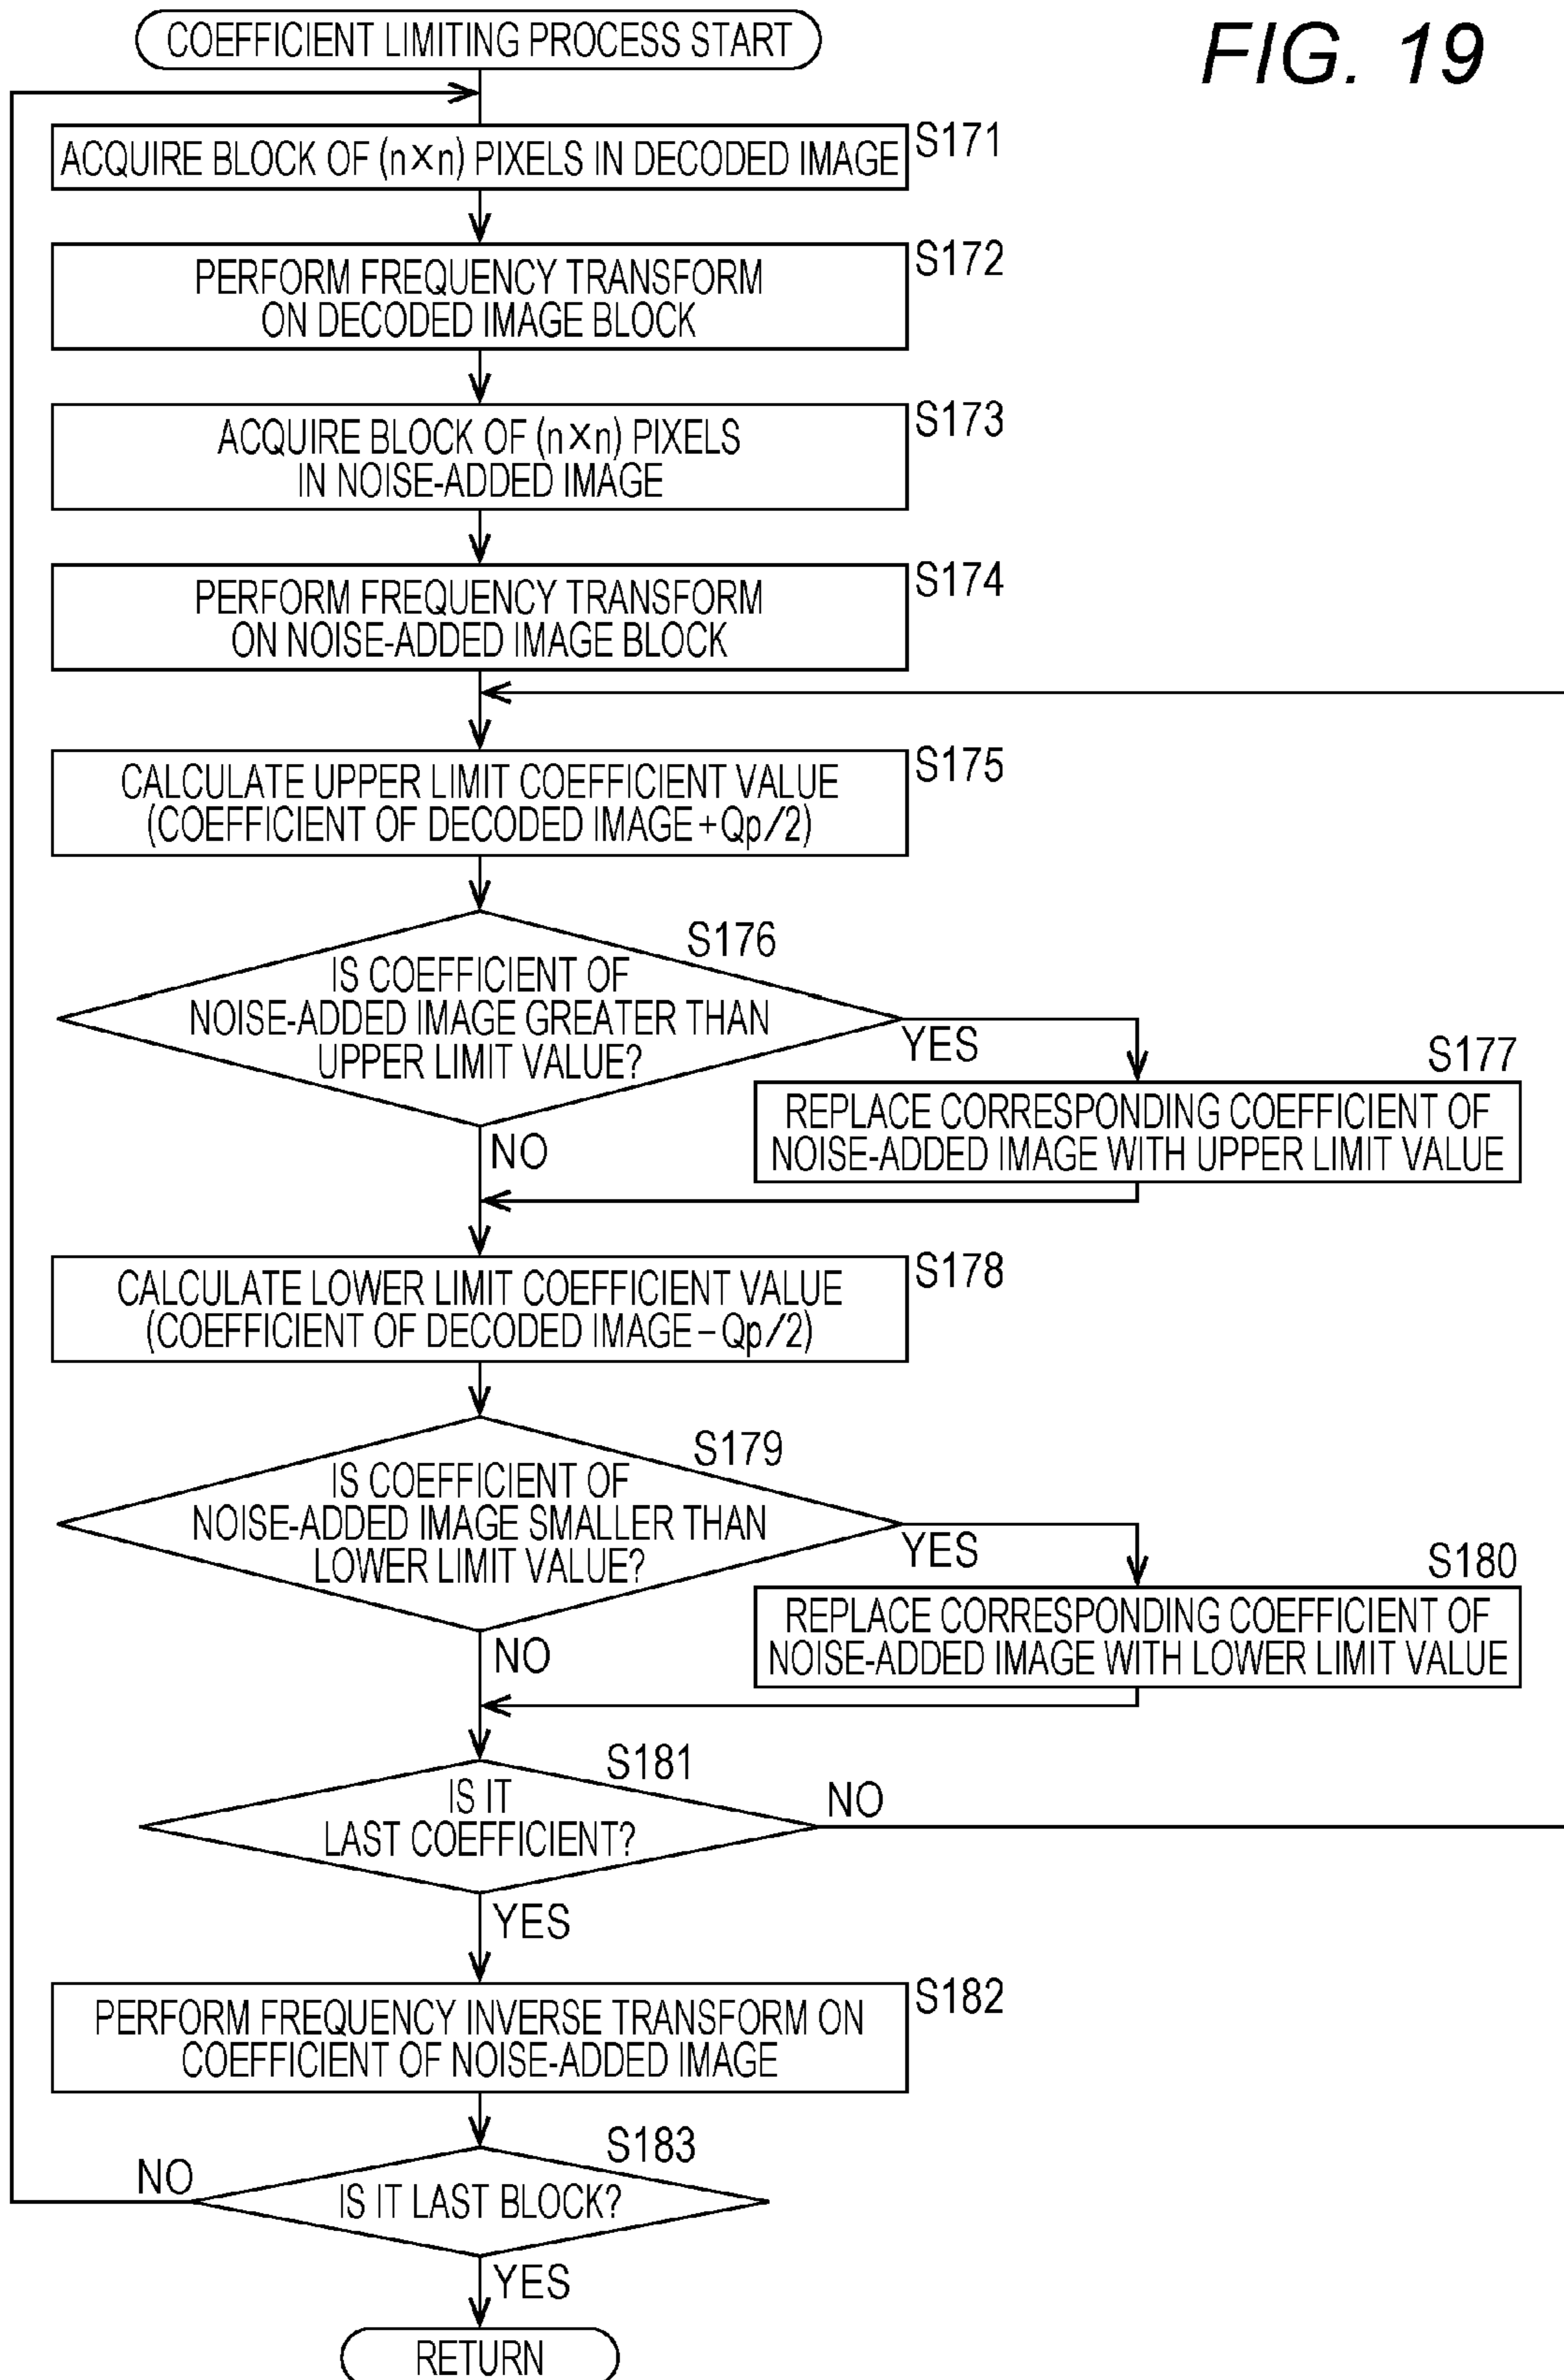 FIG. 19
COEFFICIENT LIMITING PROCESS START
ACQUIRE BLOCK OF (n×n) PIXELS IN DECODED IMAGE
S171
PERFORM FREQUENCY TRANSFORM
ON DECODED IMAGE BLOCK
S172
ACQUIRE BLOCK OF (n×n) PIXELS
IN NOISE-ADDED IMAGE
S173
PERFORM FREQUENCY TRANSFORM
ON NOISE-ADDED IMAGE BLOCK
S174
CALCULATE UPPER LIMIT COEFFICIENT VALUE
(COEFFICIENT OF DECODED IMAGE+Qp/2)
S175
S176
IS COEFFICIENT OF
NOISE-ADDED IMAGE GREATER THAN
UPPER LIMIT VALUE?
YES
NO
S177
REPLACE CORRESPONDING COEFFICIENT OF
NOISE-ADDED IMAGE WITH UPPER LIMIT VALUE
CALCULATE LOWER LIMIT COEFFICIENT VALUE
(COEFFICIENT OF DECODED IMAGE−Qp/2)
S178
S179
IS COEFFICIENT OF
NOISE-ADDED IMAGE SMALLER THAN
LOWER LIMIT VALUE?
YES
NO
S180
REPLACE CORRESPONDING COEFFICIENT OF
NOISE-ADDED IMAGE WITH LOWER LIMIT VALUE
S181
IS IT
LAST COEFFICIENT?
NO
YES
PERFORM FREQUENCY INVERSE TRANSFORM ON
COEFFICIENT OF NOISE-ADDED IMAGE
S182
S183
IS IT LAST BLOCK?
NO
YES
RETURN